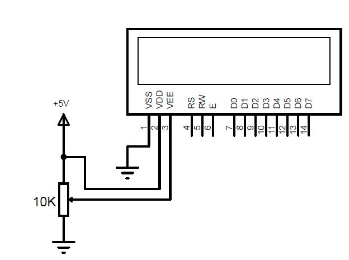 VSS VDD VEE RS RW E D0 D1 D2 D3 D4 D5 D6 D7
1 2 3 4 5 6 7 8 9 10 11 12 13 14
+5V
10K